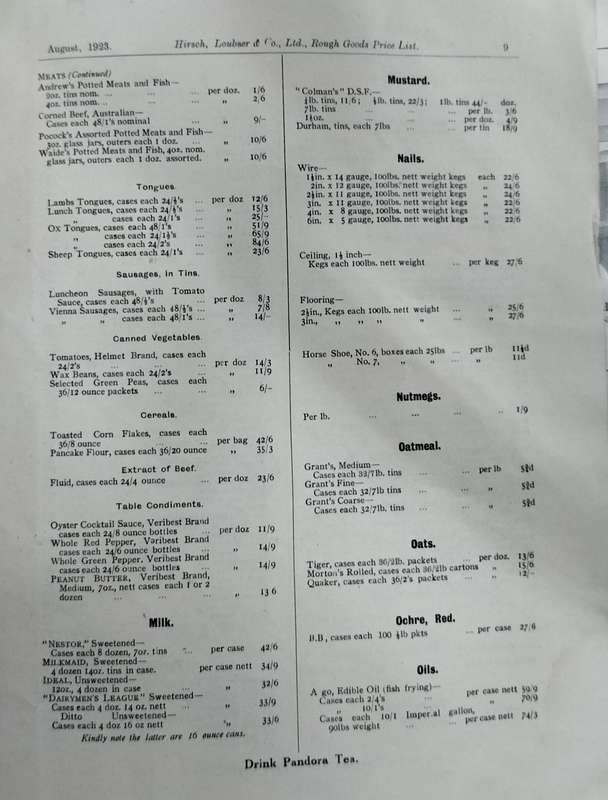 August, 1923. Hirsch, Loubser & Co., Ltd., Rough Goods Price List. 9
MEATS (Continued)
Andrew's Potted Meats and Fish—
2oz. tins nom. ... ... ... per doz. 1/6
4oz. tins nom. ... ... ... „ 2/6
Corned Beef, Australian—
Cases each 48/1's nominal ... „ 9/-
Pocock's Assorted Potted Meats and Fish—
3oz. glass jars, outers each 1 doz. ... „ 10/6
Waide's Potted Meats and Fish, 4oz. nom.
glass jars, outers each 1 doz. assorted. „ 10/6
Tongues.
Lambs Tongues, cases each 24/½'s ... per doz 12/6
Lunch Tongues, cases each 24/½'s ... „ 15/3
„ cases each 24/1's ... „ 25/-
Ox Tongues, cases each 48/1's ... „ 51/9
„ cases each 24/1½'s ... „ 65/9
„ cases each 24/2's ... „ 84/6
Sheep Tongues, cases each 24/1's ... „ 23/6
Sausages, in Tins.
Luncheon Sausages, with Tomato
Sauce, cases each 48/½'s ... per doz 8/3
Vienna Sausages, cases each 48/½'s ... „ 7/8
„ „ cases each 48/1's ... „ 14/-
Canned Vegetables.
Tomatoes, Helmet Brand, cases each
24/2's ... ... ... per doz 14/3
Wax Beans, cases each 24/2's ... „ 11/9
Selected Green Peas, cases each
36/12 ounce packets ... ... „ 6/-
Cereals.
Toasted Corn Flakes, cases each
36/8 ounce ... ... per bag 42/6
Pancake Flour, cases each 36/20 ounce „ 35/3
Extract of Beef.
Fluid, cases each 24/4 ounce ... per doz 23/6
Table Condiments.
Oyster Cocktail Sauce, Veribest Brand
cases each 24/8 ounce bottles ... per doz 11/9
Whole Red Pepper, Veribest Brand
cases each 24/6 ounce bottles ... „ 14/9
Whole Green Pepper, Veribest Brand
cases each 24/6 ounce bottles ... „ 14/9
PEANUT BUTTER, Veribest Brand,
Medium, 7oz., nett cases each 1 or 2
dozen ... ... ... „ 13 6
Milk.
"NESTOR," Sweetened—
Cases each 8 dozen, 7oz. tins ... per case 42/6
MILKMAID, Sweetened—
4 dozen 14oz. tins in case. per case nett 34/9
IDEAL, Unsweetened—
12oz., 4 dozen in case ... „ 32/6
"DAIRYMEN'S LEAGUE" Sweetened—
Cases each 4 doz. 14 oz. nett ... „ 33/9
Ditto Unsweetened—
Cases each 4 doz 16 oz nett „ 33/6
Kindly note the latter are 16 ounce cans.
Mustard.
"Colman's" D.S.F.—
lb. tins, 11/6; lb. tins, 22/3; 1lb. tins 44/- doz.
7lb. tins ... ... ... per lb. 3/6
1½oz. ... ... ... per doz. 4/9
Durham, tins, each 7lbs ... per tin 18/9
Nails.
Wire—
1½in. x 14 gauge, 100lbs. nett weight kegs each 22/6
2in. x 12 gauge, 100lbs. nett weight kegs „ 24/6
2½in. x 11 gauge, 100lbs. nett weight kegs „ 24/6
3in. x 11 gauge, 100lbs. nett weight kegs „ 22/6
4in. x 8 gauge, 100lbs. nett weight kegs „ 22/6
6in. x 5 gauge, 100lbs. nett weight kegs „ 22/6
Ceiling, 1½ inch—
Kegs each 100lbs. nett weight ... per keg 27/6
Flooring—
2½in., Kegs each 100lb. nett weight ... „ 25/6
3in., „ „ „ „ „ 27/6
Horse Shoe, No. 6, boxes each 25lbs ... per lb 11½d
„ No. 7, „ „ „ „ 11d
Nutmegs.
Per lb. ... ... ... .. 1/9
Oatmeal.
Grant's, Medium—
Cases each 32/7lb. tins ... per lb
Grant's Fine—
Cases each 32/7lb tins ... ... „
Grant's Coarse—
Cases each 32/7lb. tins ... ... „
Oats.
Tiger, cases each 36/2lb. packets ... per doz. 13/6
Morton's Rolled, cases each 36/2lb cartons „ 15/6
Quaker, cases each 36/2's packets ... „ 12/-
Ochre, Red.
B.B, cases each 100 lb pkts ... per case 27/6
Oils.
A go, Edible Oil (fish frying)—
Cases each 2/4's ... per case nett 59/9
„ 10/1's ... ... „ 70/9
Cases each 10/1 Imperial gallon,
90lbs weight ... ... per case nett 74/3
Drink Pandora Tea.